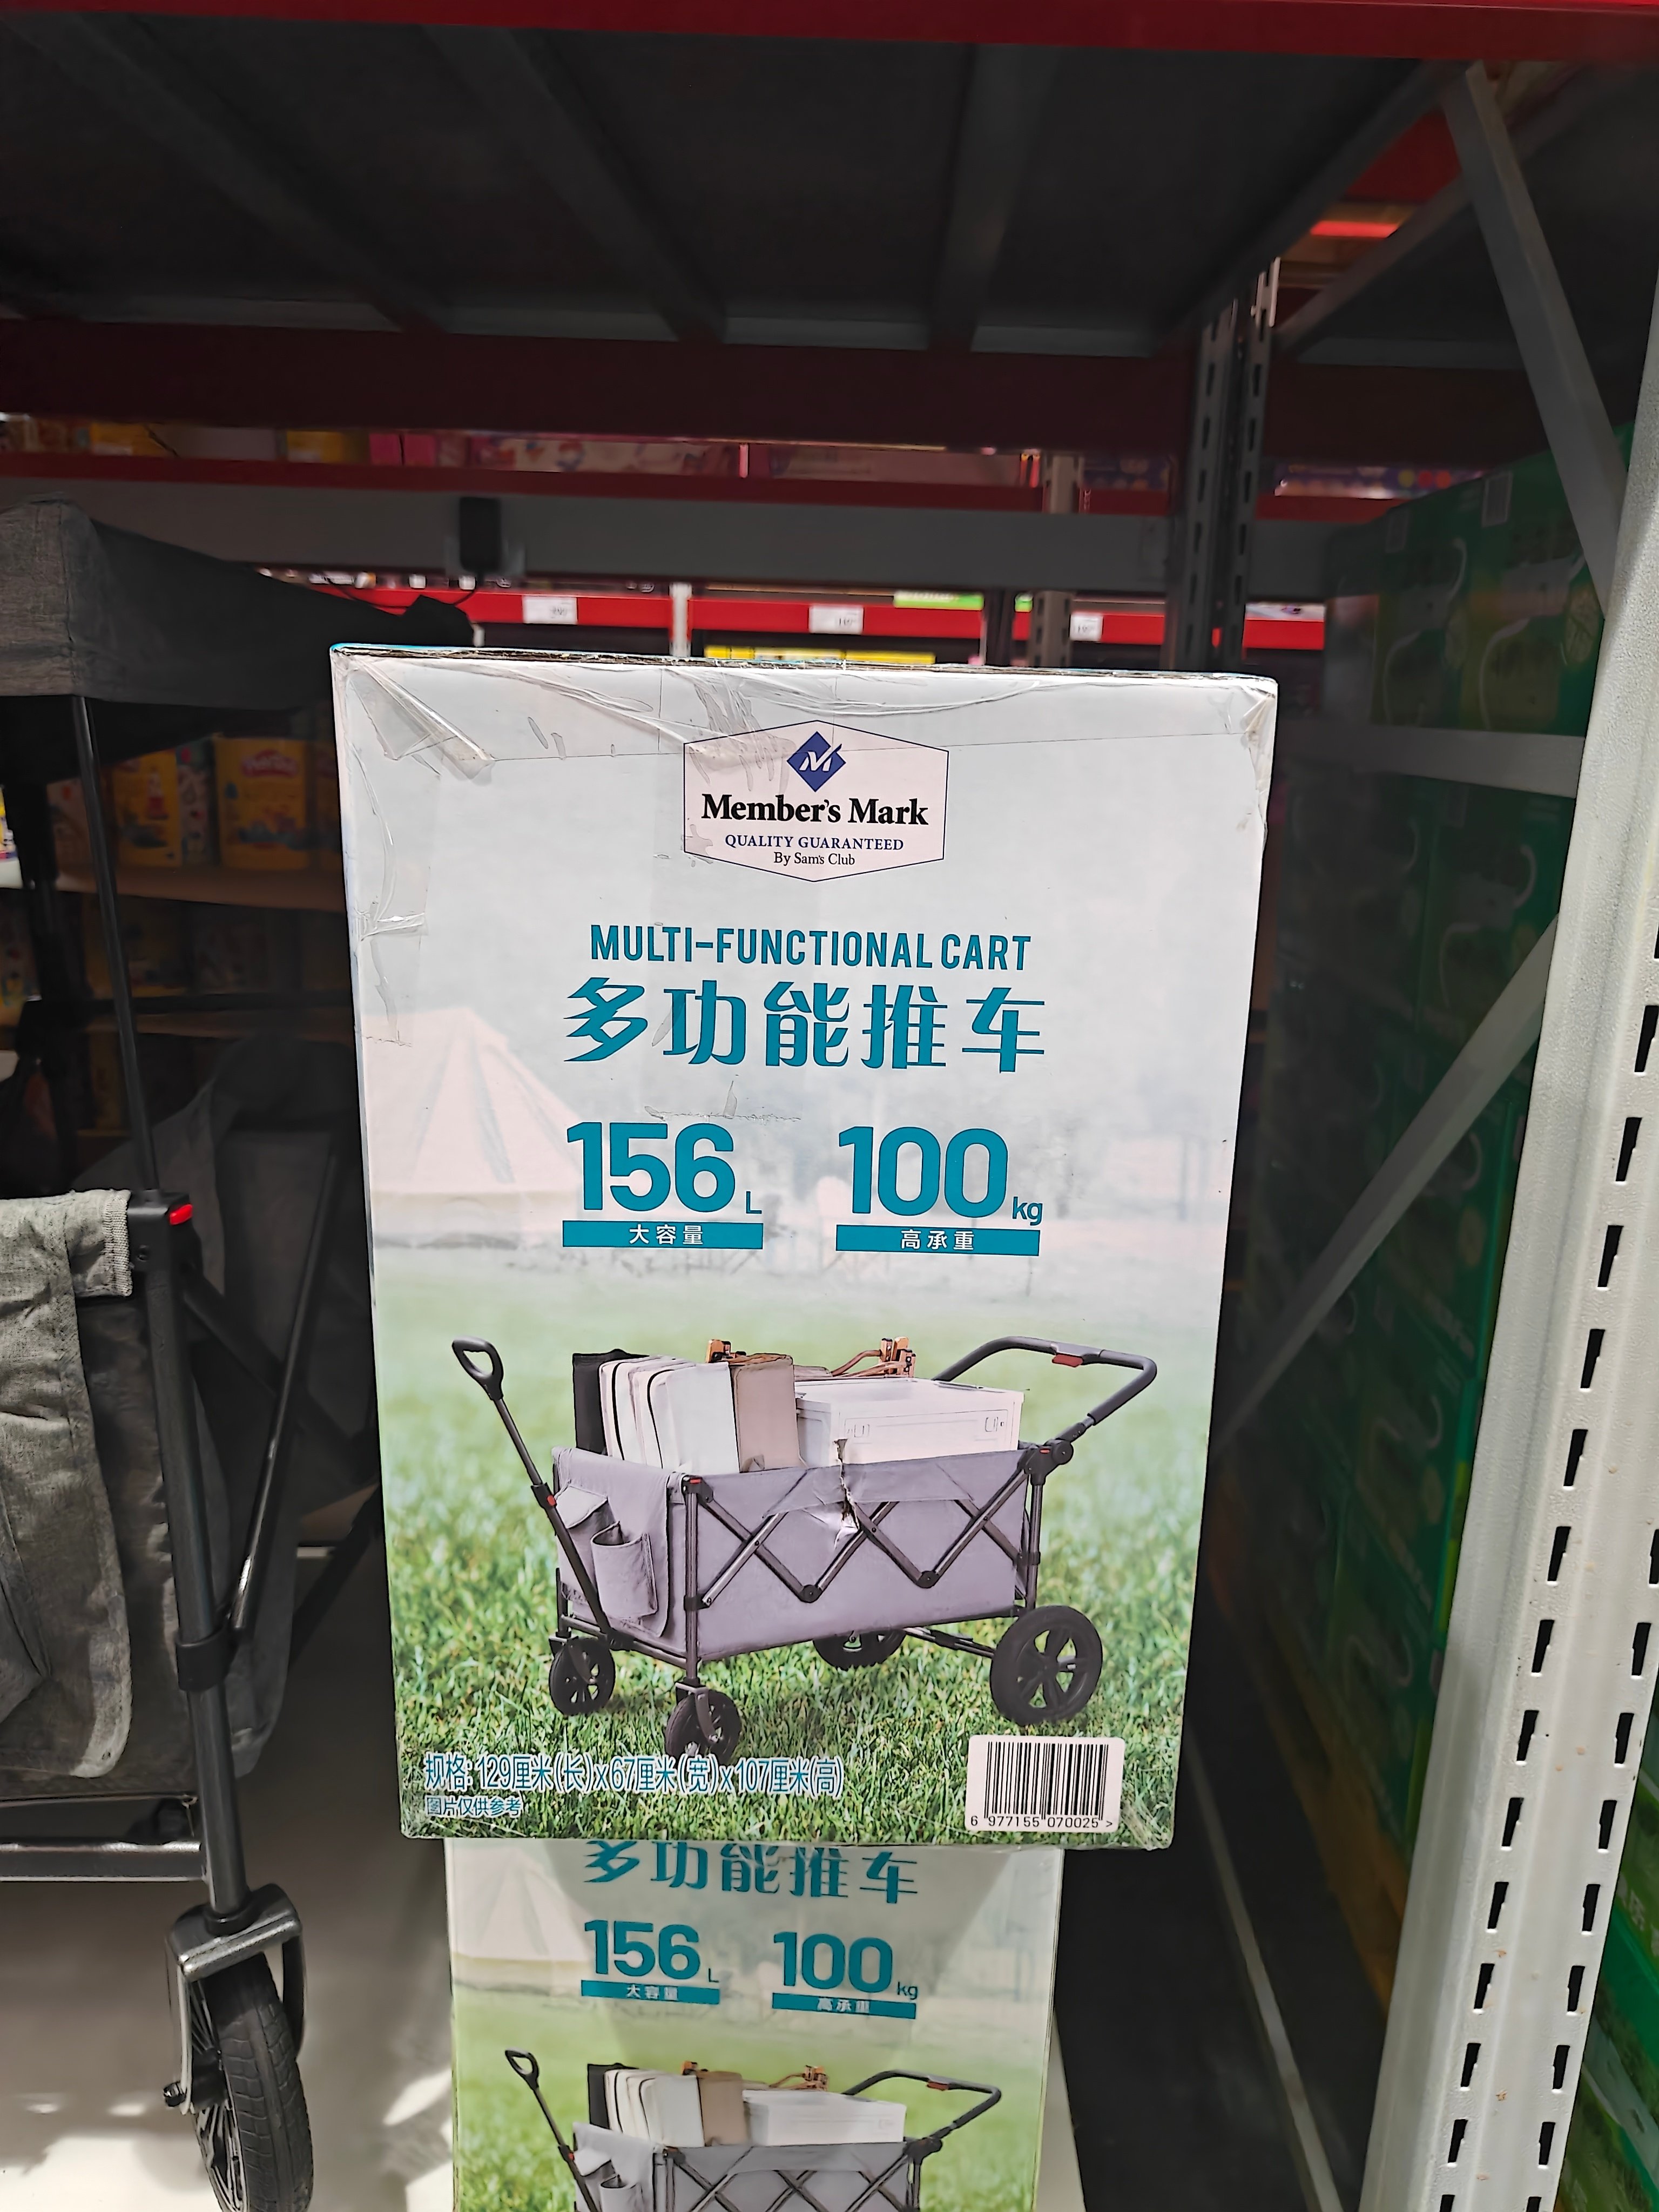 Member's Mark
QUALITY GUARANTEED
By Sam's Club
MULTI-FUNCTIONAL CART
多功能推车
156L 100kg
大容量 高承重
规格: 129厘米(长)x67厘米(宽)x107厘米(高)
图片仅供参考
6 977155 070025 >
多功能推车
156L 100kg
大容量 高承重